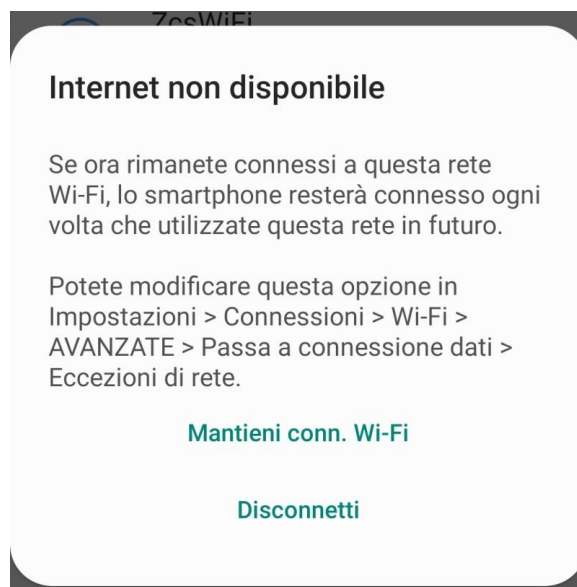 ZcsWiFi
Internet non disponibile
Se ora rimanete connessi a questa rete
Wi-Fi, lo smartphone resterà connesso ogni
volta che utilizzate questa rete in futuro.
Potete modificare questa opzione in
Impostazioni > Connessioni > Wi-Fi >
AVANZATE > Passa a connessione dati >
Eccezioni di rete.
Mantieni conn. Wi-Fi
Disconnetti